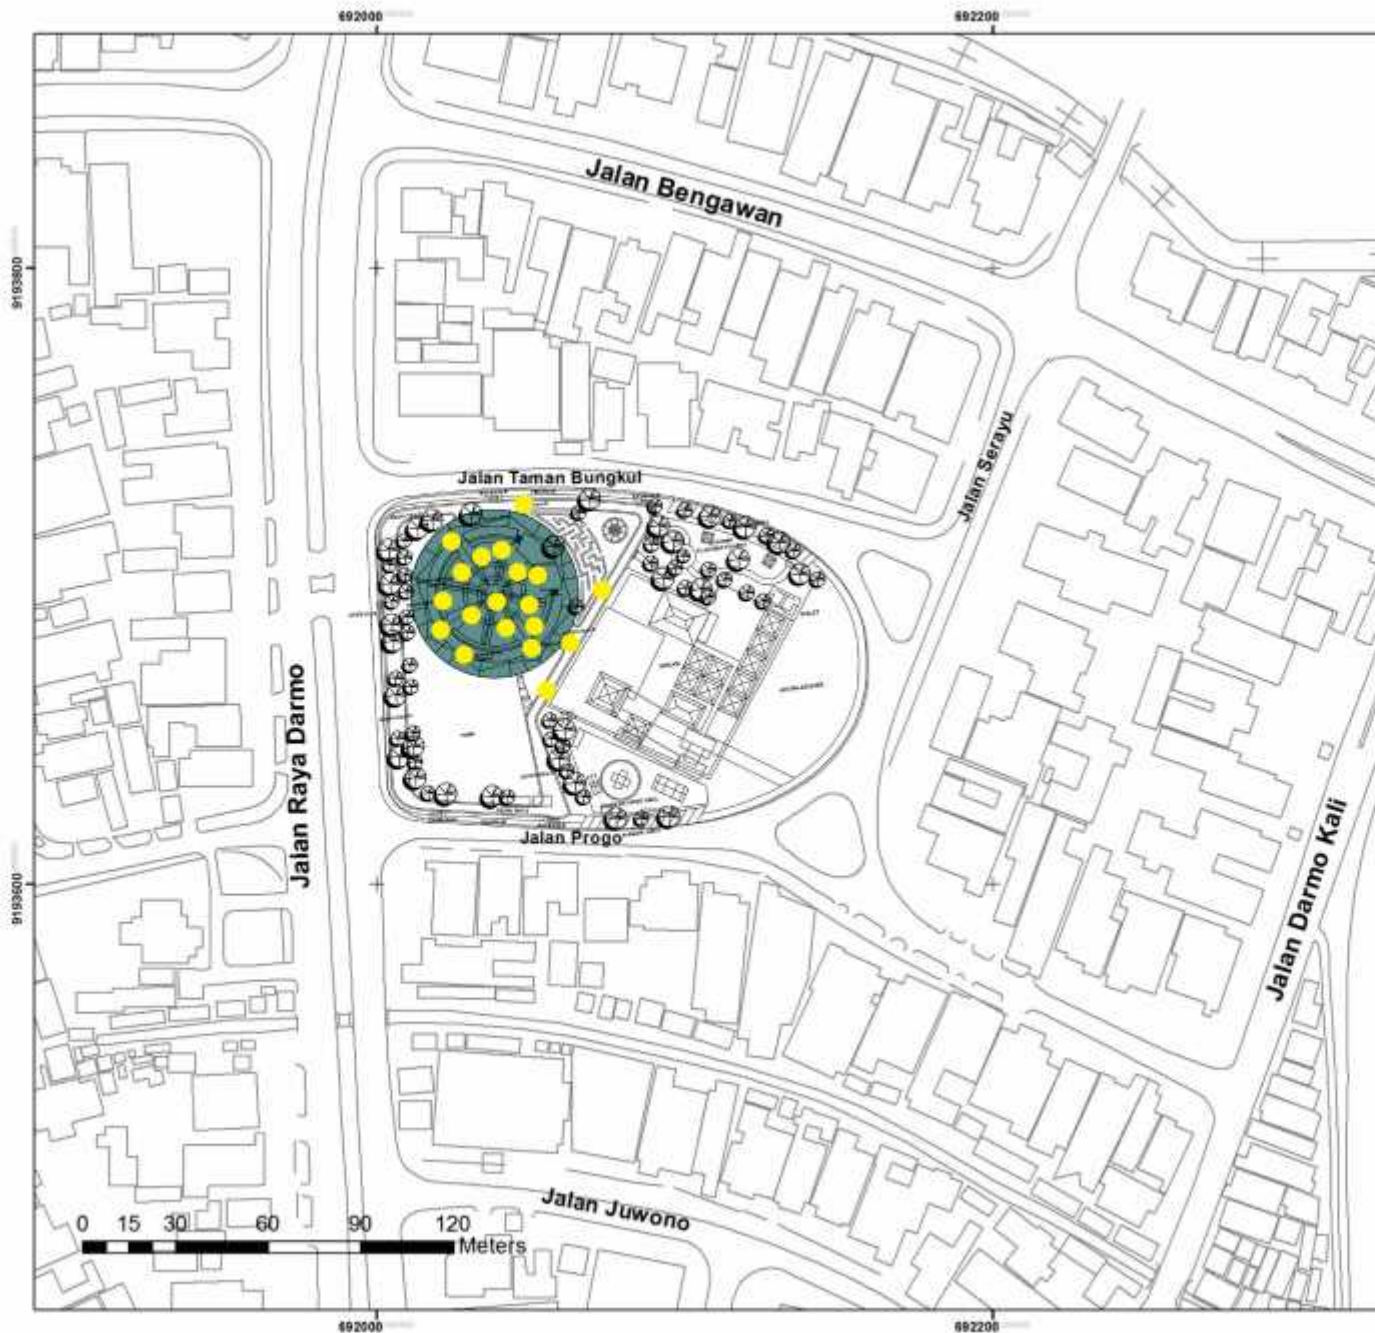 692000
692200
Jalan Bengawan
9193800
Jalan Serayu
Jalan Taman Bungkul
Jalan Raya Darmo
Jalan Progo
Jalan Darmo Kali
9193600
Jalan Juwono
0 15 30 60 90 120
Meters
692000
692200